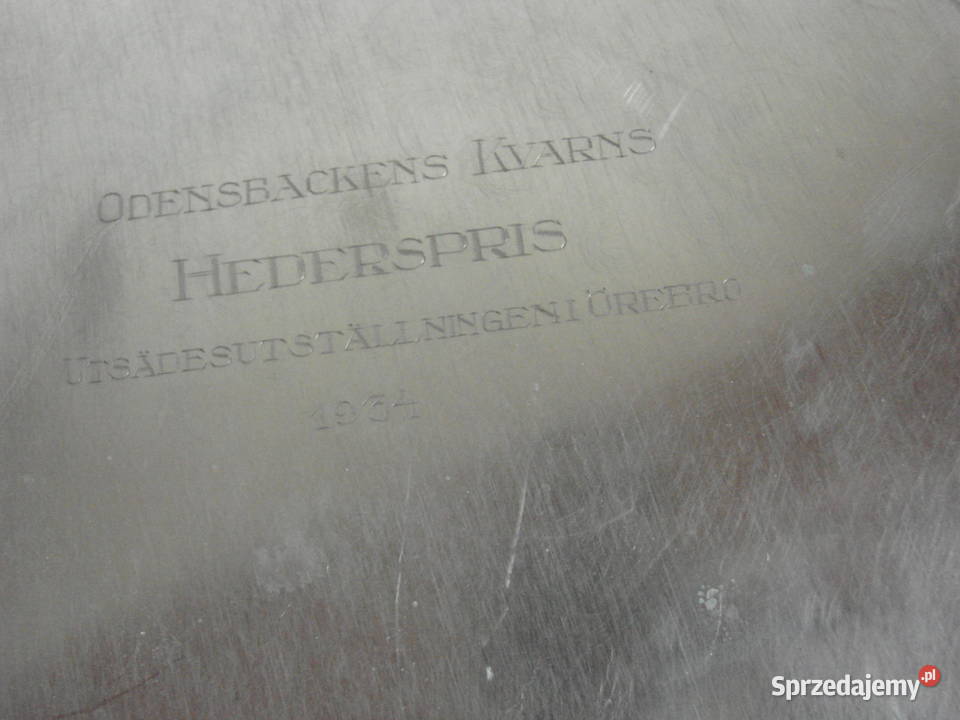 ODENSBACKENS KVARNS
HEDERSPRIS
UTSÄDESUTSTÄLLNINGEN I ÖREBRO
1934
Sprzedajemy.pl